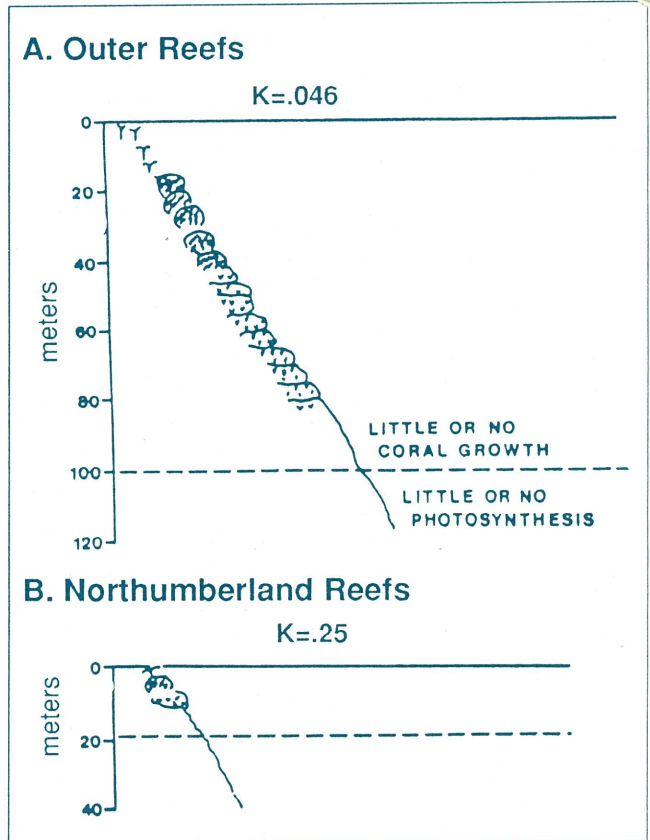 A. Outer Reefs
K=.046
0
20
40
60
80
100
120
meters
LITTLE OR NO
CORAL GROWTH
LITTLE OR NO
PHOTOSYNTHESIS
B. Northumberland Reefs
K=.25
0
20
40
meters